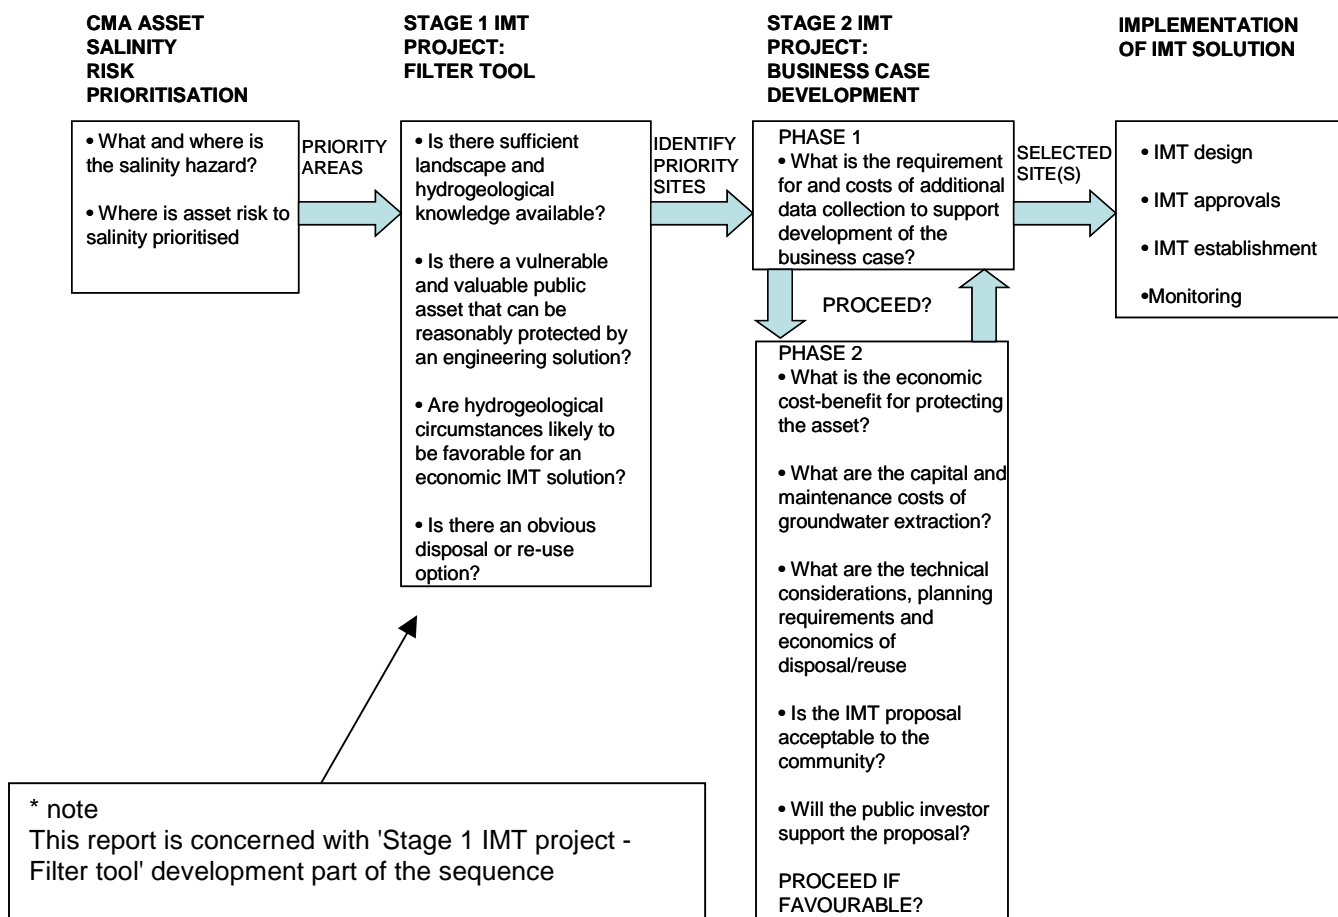 CMA ASSET
SALINITY
RISK
PRIORITISATION
STAGE 1 IMT
PROJECT:
FILTER TOOL
STAGE 2 IMT
PROJECT:
BUSINESS CASE
DEVELOPMENT
IMPLEMENTATION
OF IMT SOLUTION
• What and where is
the salinity hazard?
• Where is asset risk to
salinity prioritised
PRIORITY
AREAS
• Is there sufficient
landscape and
hydrogeological
knowledge available?
• Is there a vulnerable
and valuable public
asset that can be
reasonably protected by
an engineering solution?
• Are hydrogeological
circumstances likely to
be favorable for an
economic IMT solution?
• Is there an obvious
disposal or re-use
option?
IDENTIFY
PRIORITY
SITES
PHASE 1
• What is the requirement
for and costs of additional
data collection to support
development of the
business case?
PROCEED?
PHASE 2
• What is the economic
cost-benefit for protecting
the asset?
• What are the capital and
maintenance costs of
groundwater extraction?
• What are the technical
considerations, planning
requirements and
economics of
disposal/reuse
• Is the IMT proposal
acceptable to the
community?
• Will the public investor
support the proposal?
PROCEED IF
FAVOURABLE?
SELECTED
SITE(S)
• IMT design
• IMT approvals
• IMT establishment
•Monitoring
* note
This report is concerned with 'Stage 1 IMT project -
Filter tool' development part of the sequence